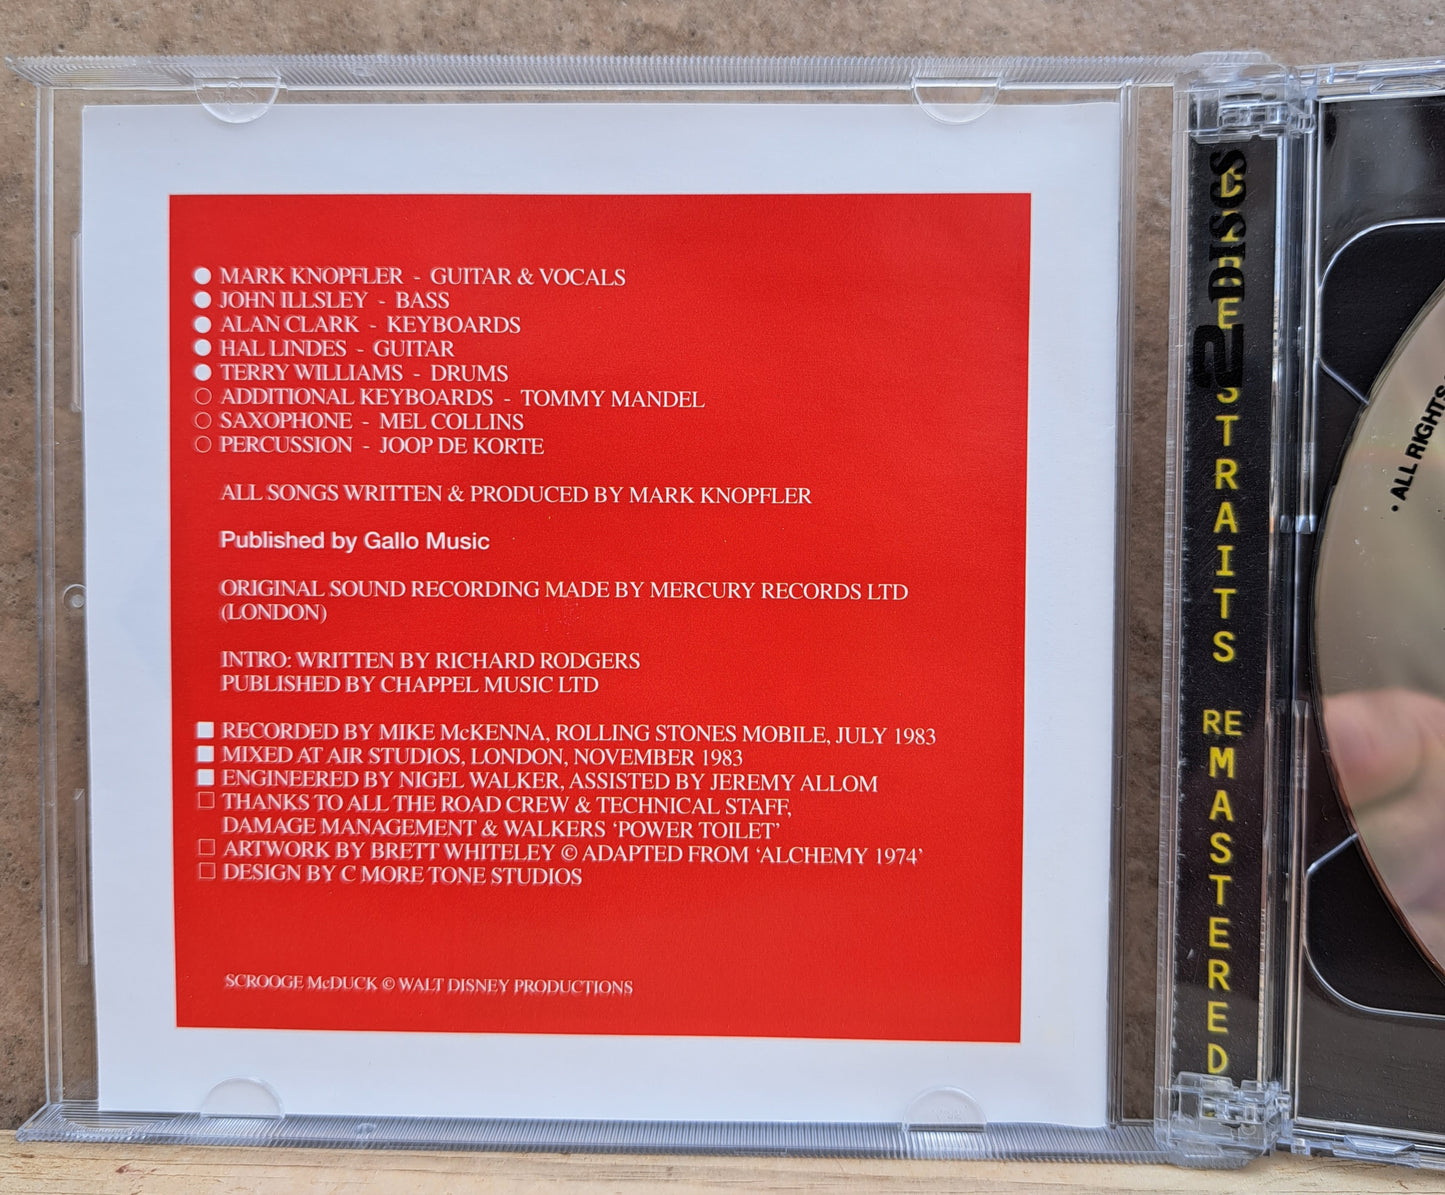 MARK KNOPFLER - GUITAR & VOCALS
JOHN ILLSLEY - BASS
ALAN CLARK - KEYBOARDS
HAL LINDES - GUITAR
TERRY WILLIAMS - DRUMS
ADDITIONAL KEYBOARDS - TOMMY MANDEL
SAXOPHONE - MEL COLLINS
PERCUSSION - JOOP DE KORTE
ALL SONGS WRITTEN & PRODUCED BY MARK KNOPFLER
Published by Gallo Music
ORIGINAL SOUND RECORDING MADE BY MERCURY RECORDS LTD
(LONDON)
INTRO: WRITTEN BY RICHARD RODGERS
PUBLISHED BY CHAPPEL MUSIC LTD
RECORDED BY MIKE McKENNA, ROLLING STONES MOBILE, JULY 1983
MIXED AT AIR STUDIOS, LONDON, NOVEMBER 1983
ENGINEERED BY NIGEL WALKER, ASSISTED BY JEREMY ALLOM
THANKS TO ALL THE ROAD CREW & TECHNICAL STAFF,
DAMAGE MANAGEMENT & WALKERS ‘POWER TOILET’
ARTWORK BY BRETT WHITELEY © ADAPTED FROM ‘ALCHEMY 1974’
DESIGN BY C MORE TONE STUDIOS
SCROOGE McDUCK © WALT DISNEY PRODUCTIONS
2 DISCS
DIRE STRAITS REMASTERED
• ALL RIGHTS